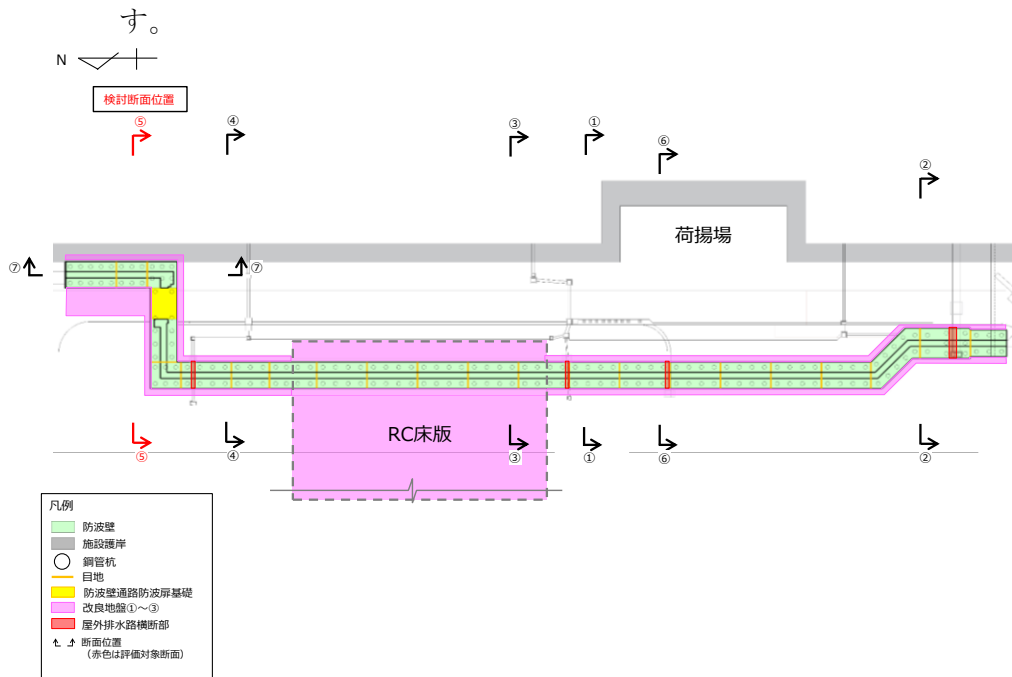 す。
N
検討断面位置
⑤
④
③
①
⑥
②
荷揚場
⑦
⑦
RC床版
⑤
④
③
①
⑥
②
凡例
防波壁
施設護岸
鋼管杭
目地
防波壁通路防波扉基礎
改良地盤①~③
屋外排水路横断部
断面位置
(赤色は評価対象断面)